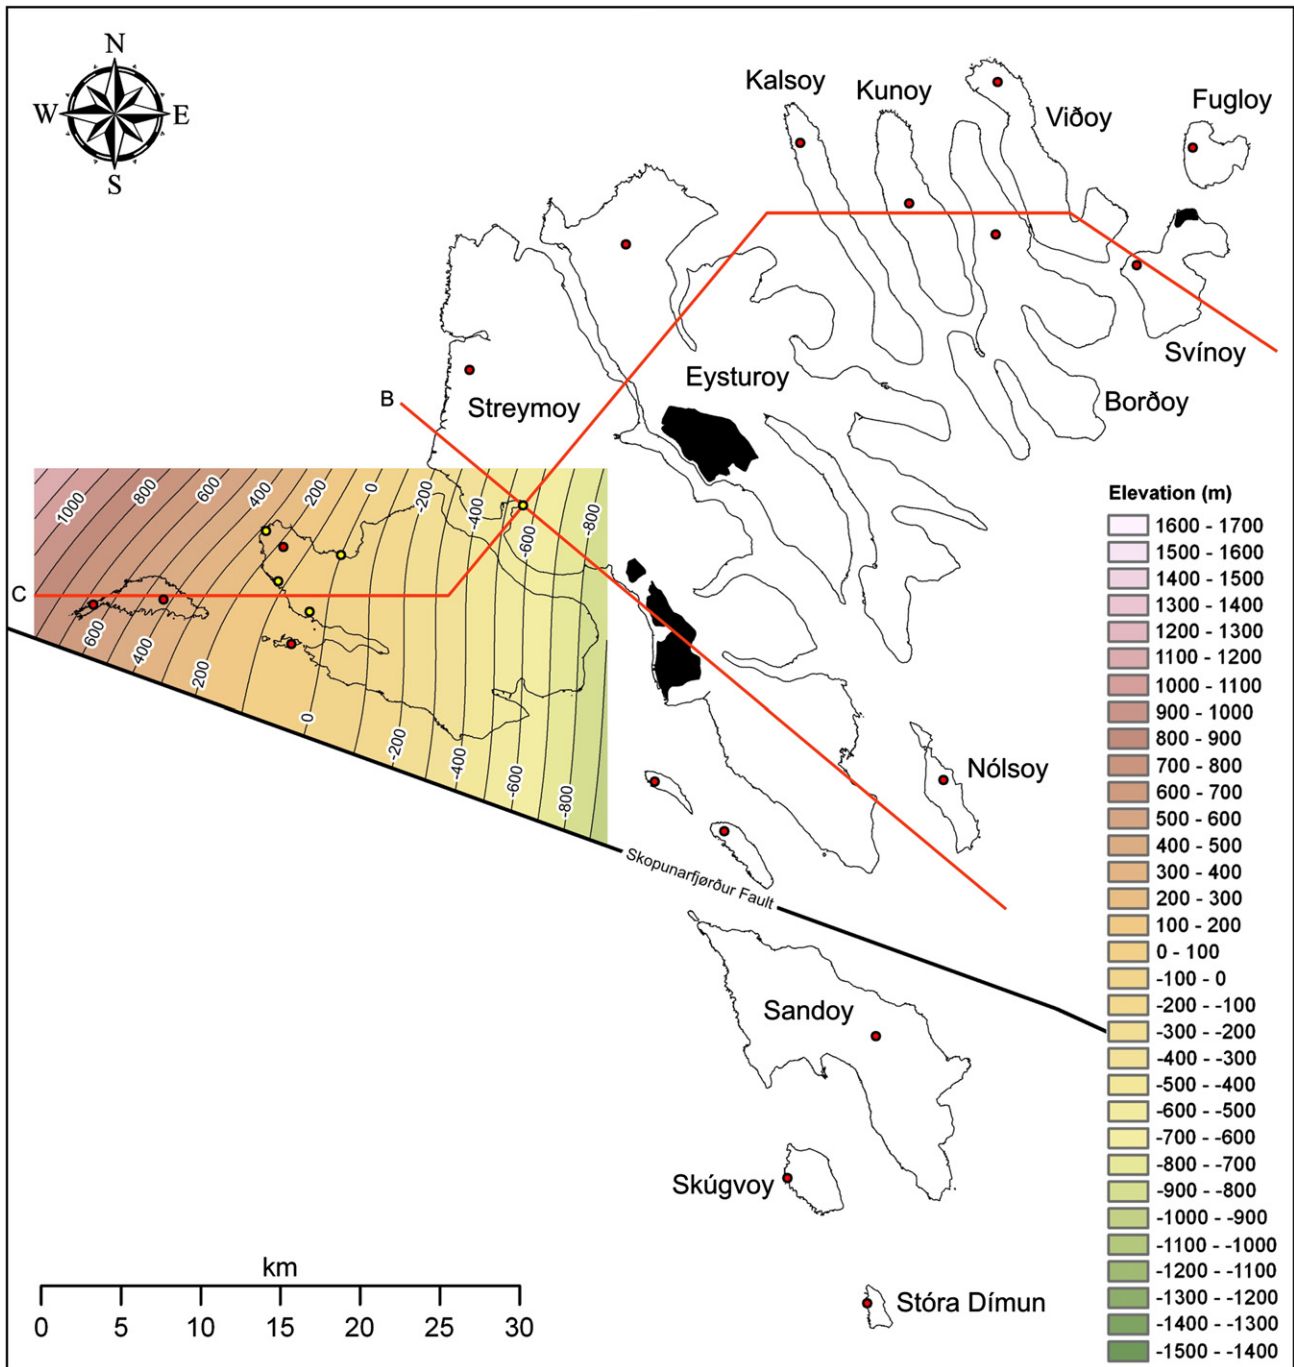 N
W E
S
Kalsoy
Kunoy
Viðoy
Fugloy
Svínoy
Borðoy
Eysturoy
Streymoy
B
C
1000
800
600
400
200
0
-200
-400
-600
-800
600
400
200
0
-200
-400
-600
-800
Skopunarfjørður Fault
Nólsoy
Sandoy
Skúgvoy
Stóra Dímun
km
0 5 10 15 20 25 30
Elevation (m)
1600 - 1700
1500 - 1600
1400 - 1500
1300 - 1400
1200 - 1300
1100 - 1200
1000 - 1100
900 - 1000
800 - 900
700 - 800
600 - 700
500 - 600
400 - 500
300 - 400
200 - 300
100 - 200
0 - 100
-100 - 0
-200 - -100
-300 - -200
-400 - -300
-500 - -400
-600 - -500
-700 - -600
-800 - -700
-900 - -800
-1000 - -900
-1100 - -1000
-1200 - -1100
-1300 - -1200
-1400 - -1300
-1500 - -1400